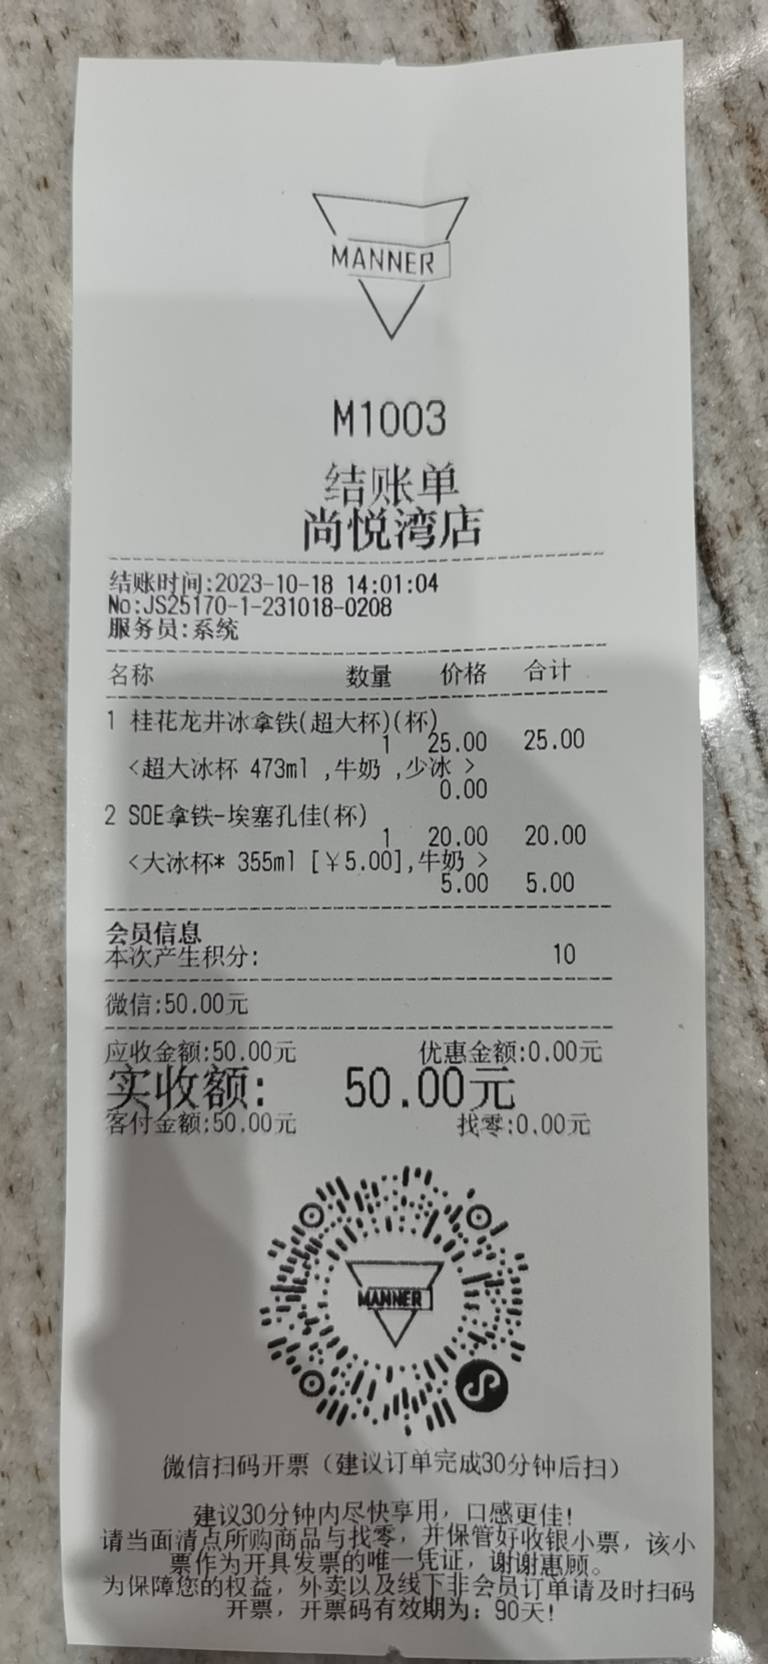 MANNER
M1003
结账单
尚悦湾店
结账时间:2023-10-18 14:01:04
No:JS25170-1-231018-0208
服务员:系统
名称 数量 价格 合计
1 桂花龙井冰拿铁(超大杯)(杯)
1 25.00 25.00
<超大冰杯 473ml ,牛奶 ,少冰 >
0.00
2 SOE拿铁-埃塞孔佳(杯)
1 20.00 20.00
<大冰杯* 355ml [￥5.00],牛奶 >
5.00 5.00
会员信息
本次产生积分: 10
微信:50.00元
应收金额:50.00元 优惠金额:0.00元
实收额: 50.00元
客付金额:50.00元 找零:0.00元
MANNER
微信扫码开票（建议订单完成30分钟后扫）
建议30分钟内尽快享用，口感更佳!
请当面清点所购商品与找零，并保管好收银小票，该小
票作为开具发票的唯一凭证，谢谢惠顾。
为保障您的权益，外卖以及线下非会员订单请及时扫码
开票，开票码有效期为：90天!